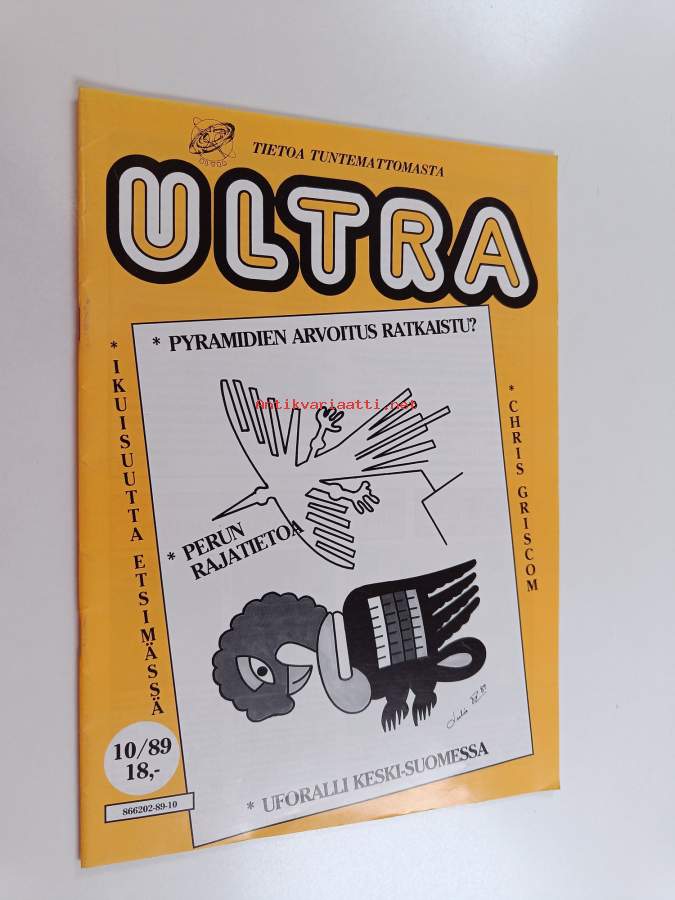 ULTRA
TIETOA TUNTEMATTOMASTA
ULTRA
* PYRAMIDIEN ARVOITUS RATKAISTU?
* IKUISUUTTA ETSIMÄSSÄ
Antikvariaatti.net
* CHRIS GRISCOM
* PERUN
RAJATIETOA
10/89
18,-
866202-89-10
* UFORALLI KESKI-SUOMESSA